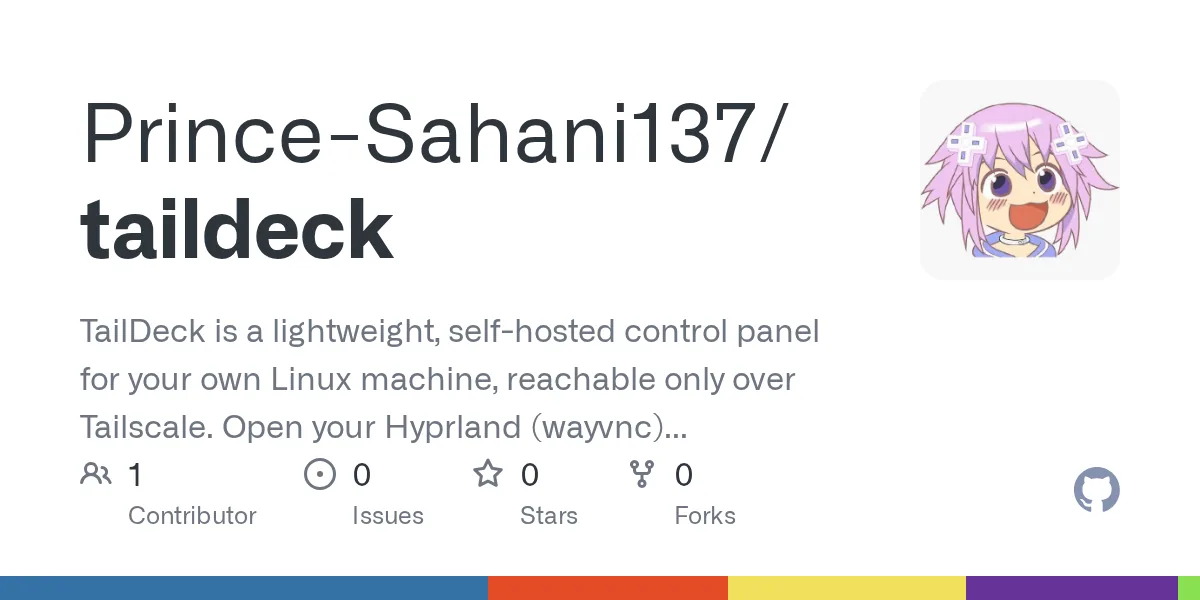 Prince-Sahani137/
taildeck
TailDeck is a lightweight, self-hosted control panel
for your own Linux machine, reachable only over
Tailscale. Open your Hyprland (wayvnc)...
1 0 0 0
Contributor Issues Stars Forks